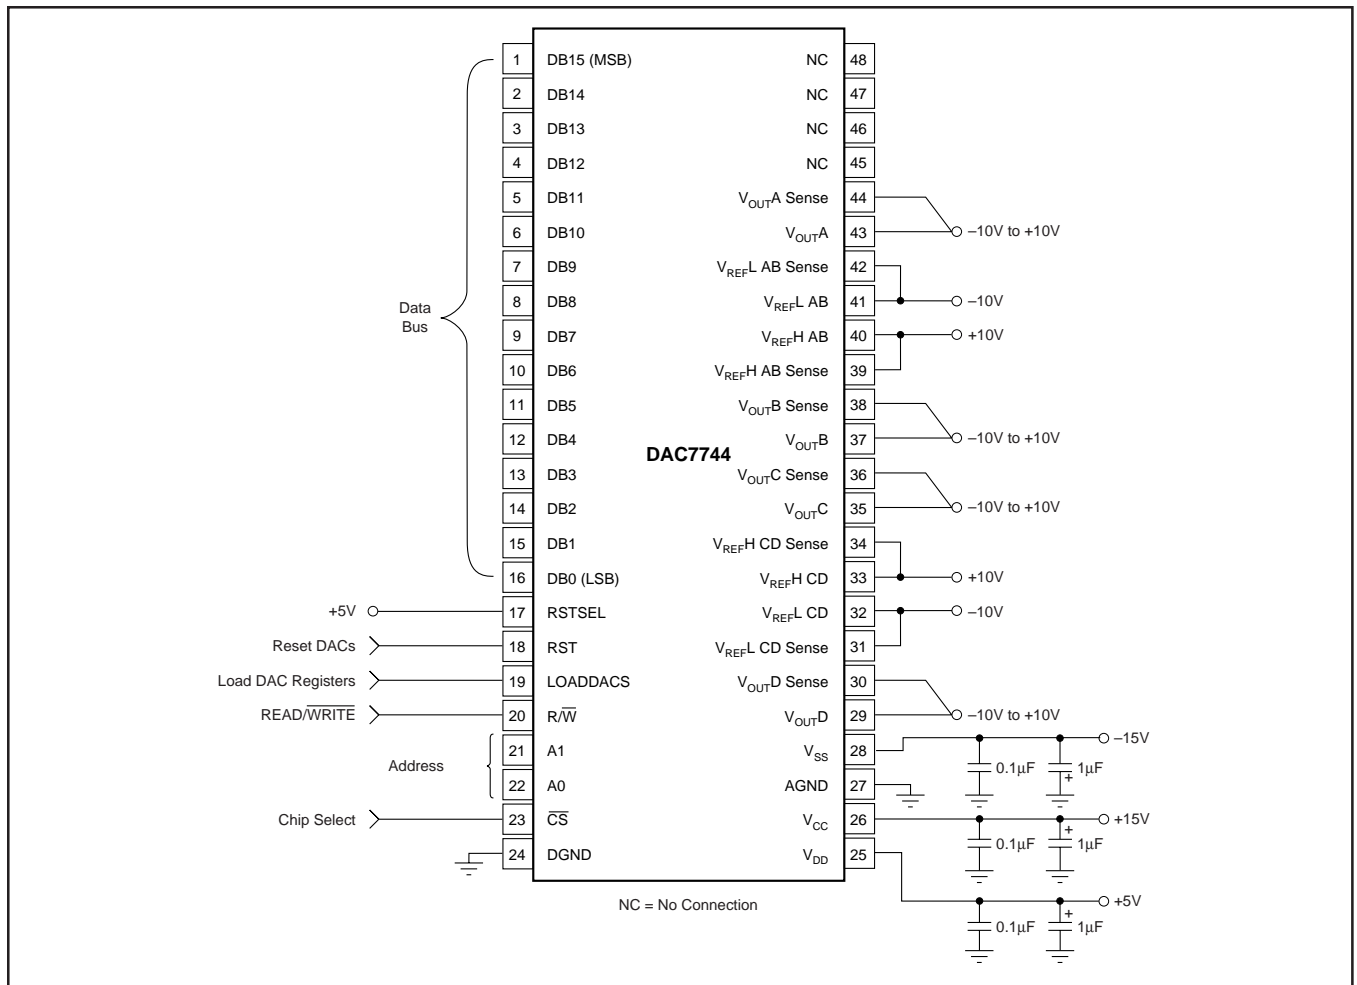 1 DB15 (MSB)
2 DB14
3 DB13
4 DB12
5 DB11
6 DB10
7 DB9
8 DB8
9 DB7
10 DB6
11 DB5
12 DB4
13 DB3
14 DB2
15 DB1
16 DB0 (LSB)
17 RSTSEL
18 RST
19 LOADDACS
20 R/W̅
21 A1
22 A0
23 C̅S̅
24 DGND
Data
Bus
+5V
Reset DACs
Load DAC Registers
READ/W̅R̅I̅T̅E̅
Address
Chip Select
DAC7744
NC 48
NC 47
NC 46
NC 45
VOUTA Sense 44
VOUTA 43 –10V to +10V
VREFL AB Sense 42
VREFL AB 41 –10V
VREFH AB 40 +10V
VREFH AB Sense 39
VOUTB Sense 38
VOUTB 37 –10V to +10V
VOUTC Sense 36
VOUTC 35 –10V to +10V
VREFH CD Sense 34
VREFH CD 33 +10V
VREFL CD 32 –10V
VREFL CD Sense 31
VOUTD Sense 30
VOUTD 29 –10V to +10V
VSS 28 –15V
0.1µF 1µF +
AGND 27
VCC 26 +15V
0.1µF + 1µF
VDD 25
+5V
0.1µF + 1µF
NC = No Connection